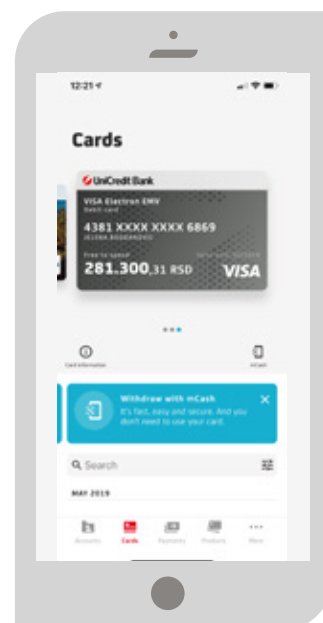 12:21
Cards
UniCredit Bank
VISA Electron EMV
Debit card
4381 XXXX XXXX 6869
JELENA BOGDANOVIC
Free to spend
281.300,31 RSD
VISA
Card information
mCash
Withdraw with mCash
It's fast, easy and secure. And you
don't need to use your card.
Search
MAY 2019
Accounts Cards Payments Products More